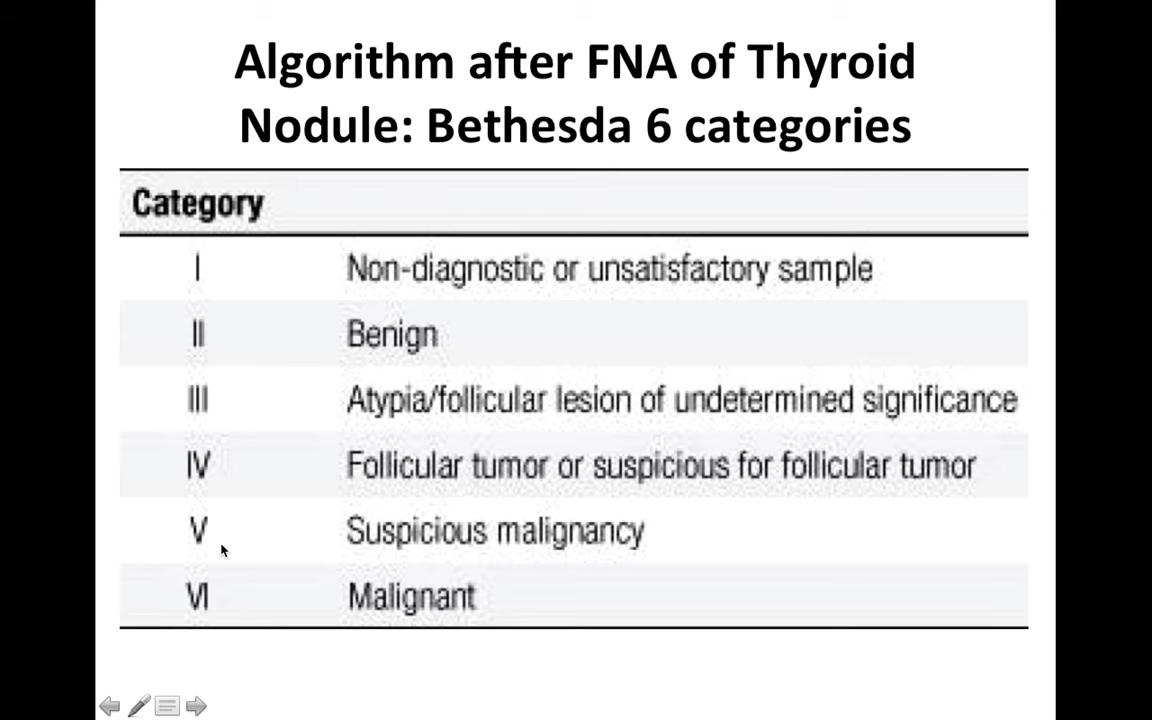 Algorithm after FNA of Thyroid
Nodule: Bethesda 6 categories
Category
I Non-diagnostic or unsatisfactory sample
II Benign
III Atypia/follicular lesion of undetermined significance
IV Follicular tumor or suspicious for follicular tumor
V Suspicious malignancy
VI Malignant